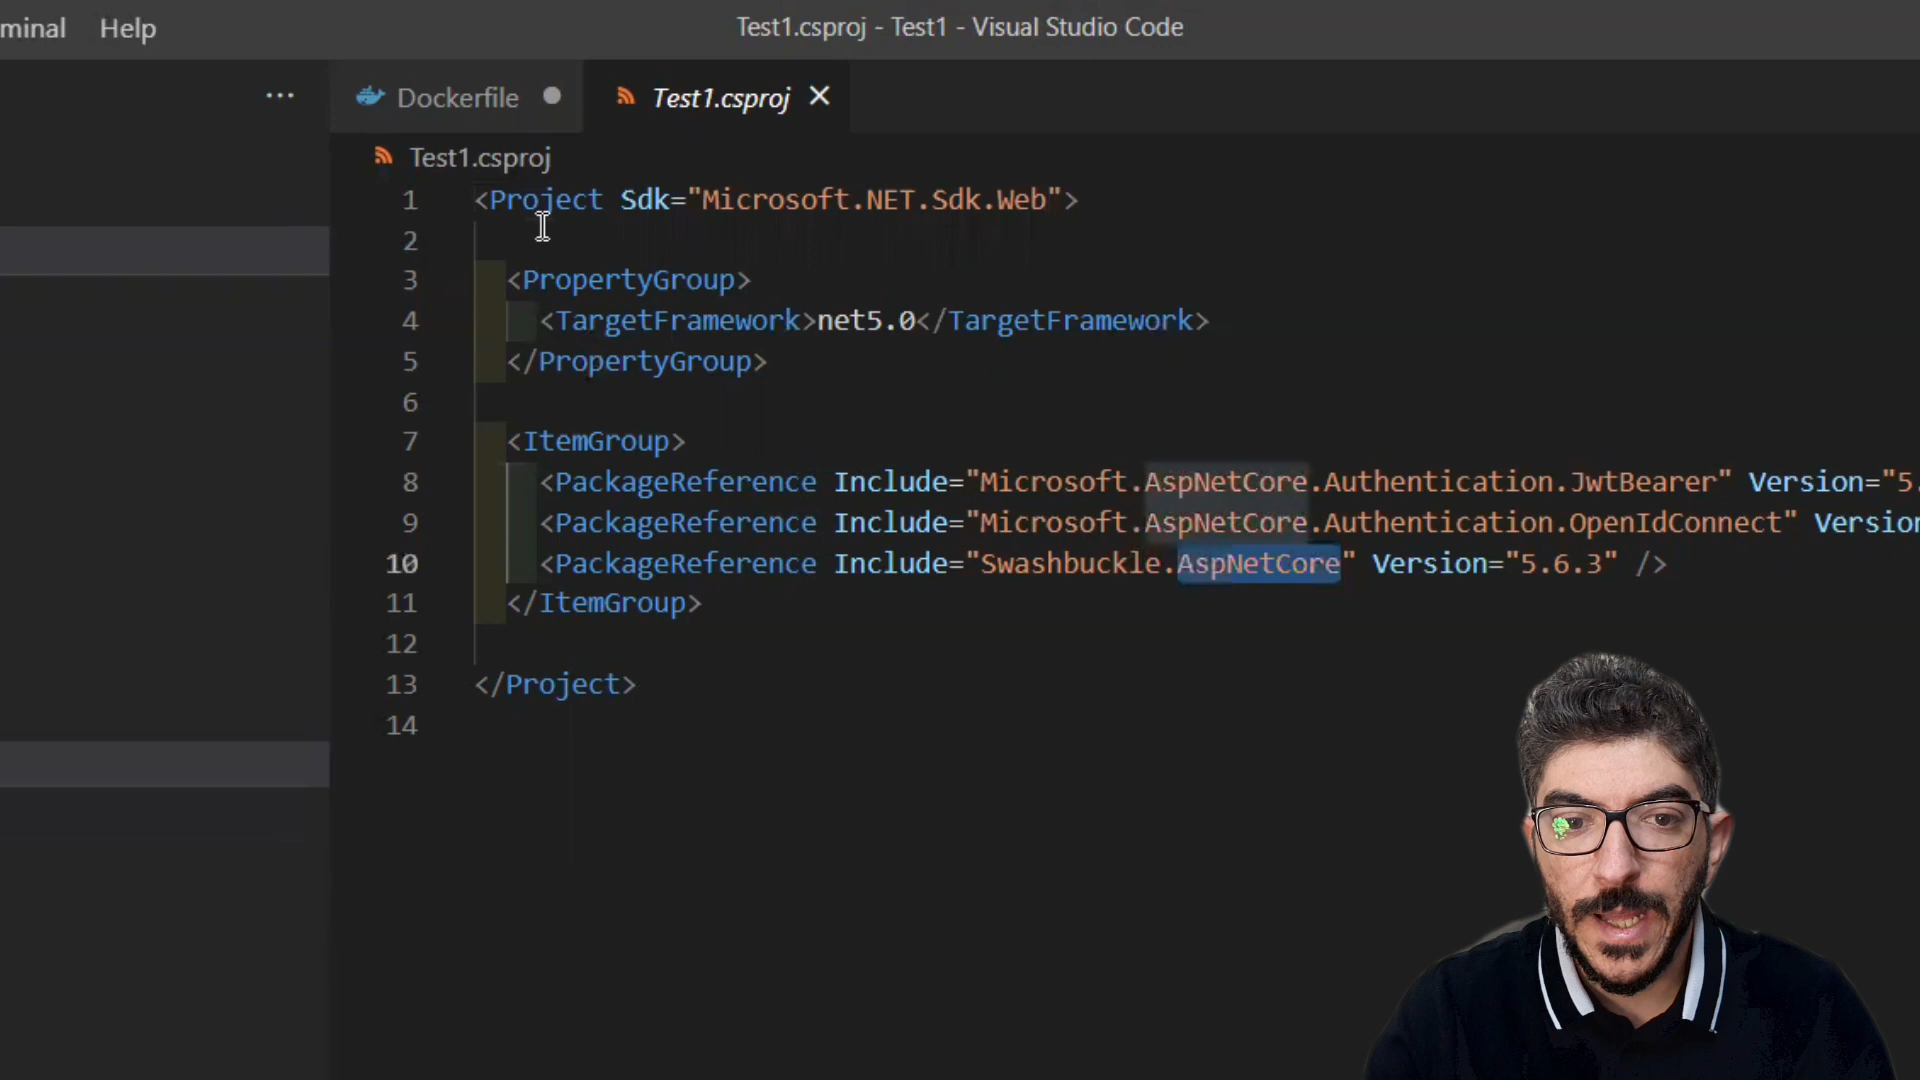 minal Help Test1.csproj - Test1 - Visual Studio Code
Dockerfile Test1.csproj
Test1.csproj
1 <Project Sdk="Microsoft.NET.Sdk.Web">
2
3 <PropertyGroup>
4 <TargetFramework>net5.0</TargetFramework>
5 </PropertyGroup>
6
7 <ItemGroup>
8 <PackageReference Include="Microsoft.AspNetCore.Authentication.JwtBearer" Version="5.
9 <PackageReference Include="Microsoft.AspNetCore.Authentication.OpenIdConnect" Version
10 <PackageReference Include="Swashbuckle.AspNetCore" Version="5.6.3" />
11 </ItemGroup>
12
13 </Project>
14